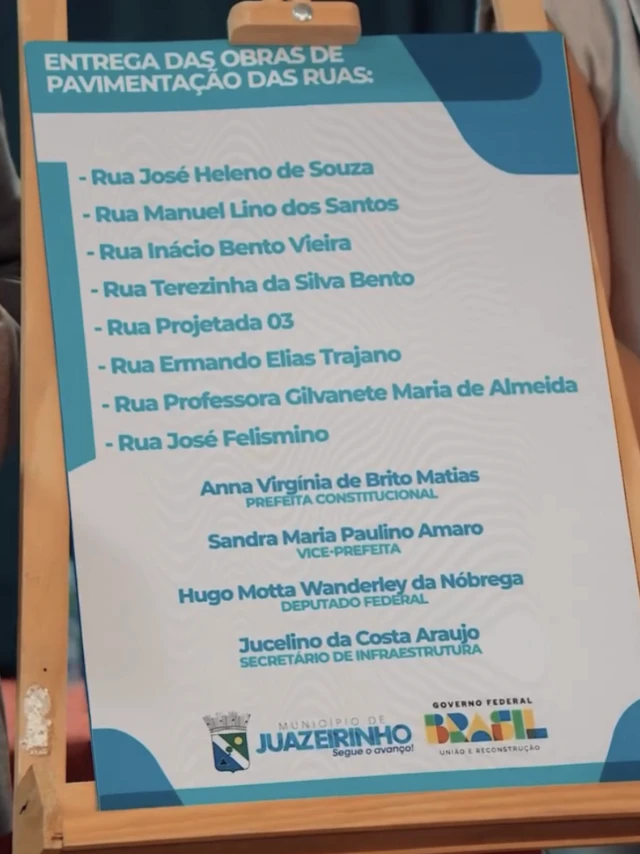 ENTREGA DAS OBRAS DE
PAVIMENTAÇÃO DAS RUAS:
- Rua José Heleno de Souza
- Rua Manuel Lino dos Santos
- Rua Inácio Bento Vieira
- Rua Terezinha da Silva Bento
- Rua Projetada 03
- Rua Ermando Elias Trajano
- Rua Professora Gilvanete Maria de Almeida
- Rua José Felismino
Anna Virgínia de Brito Matias
PREFEITA CONSTITUCIONAL
Sandra Maria Paulino Amaro
VICE-PREFEITA
Hugo Motta Wanderley da Nóbrega
DEPUTADO FEDERAL
Jucelino da Costa Araujo
SECRETÁRIO DE INFRAESTRUTURA
MUNICÍPIO DE
JUAZEIRINHO
Segue o avanço!
GOVERNO FEDERAL
BRASIL
UNIÃO E RECONSTRUÇÃO